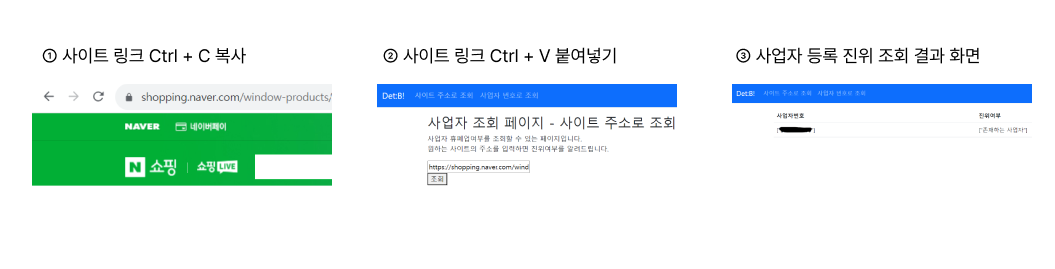 ① 사이트 링크 Ctrl + C 복사
shopping.naver.com/window-products/
NAVER 네이버페이
N 쇼핑 쇼핑LIVE
② 사이트 링크 Ctrl + V 붙여넣기
Det:B! 사이트 주소로 조회 사업자 번호로 조회
사업자 조회 페이지 - 사이트 주소로 조회
사업자 휴폐업여부를 조회할 수 있는 페이지입니다.
원하는 사이트의 주소를 입력하면 진위여부를 알려드립니다.
https://shopping.naver.com/wind
조회
③ 사업자 등록 진위 조회 결과 화면
Det:B! 사이트 주소로 조회 사업자 번호로 조회
사업자번호 진위여부
[' '] ["존재하는 사업자"]